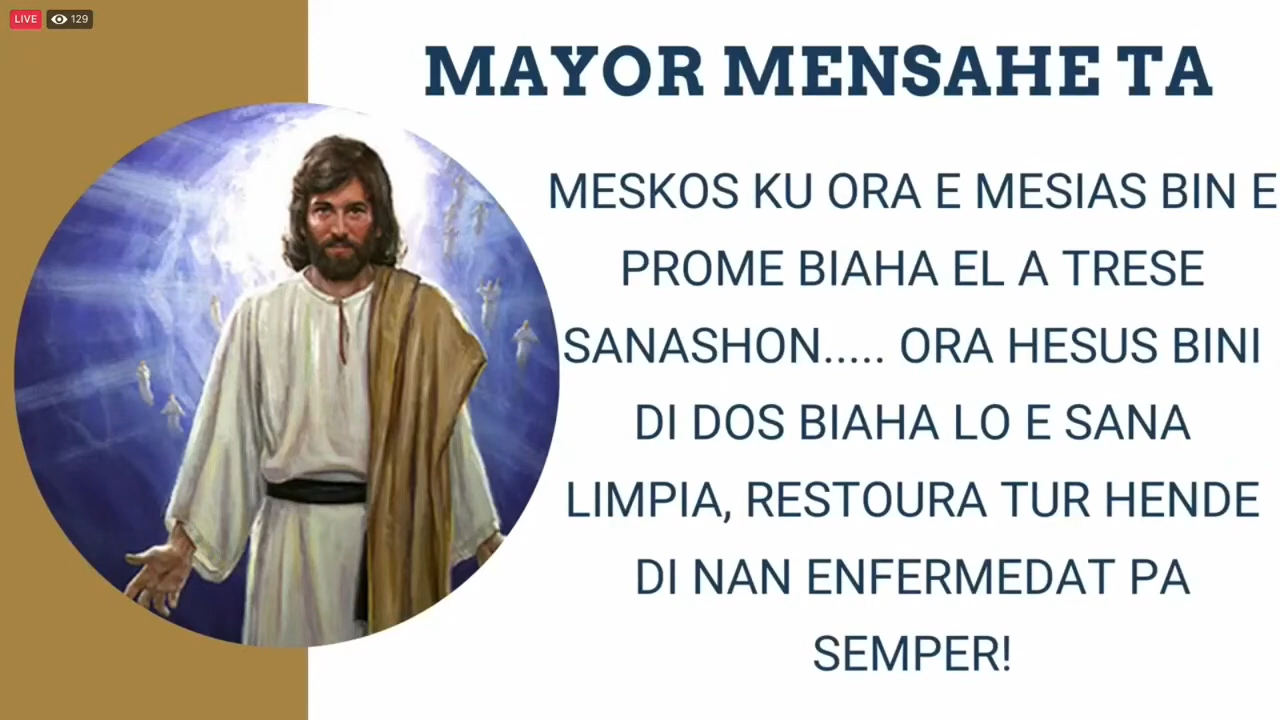 LIVE 129
MAYOR MENSAHE TA
MESKOS KU ORA E MESIAS BIN E
PROME BIAHA EL A TRESE
SANASHON..... ORA HESUS BINI
DI DOS BIAHA LO E SANA
LIMPIA, RESTOURA TUR HENDE
DI NAN ENFERMEDAT PA
SEMPER!